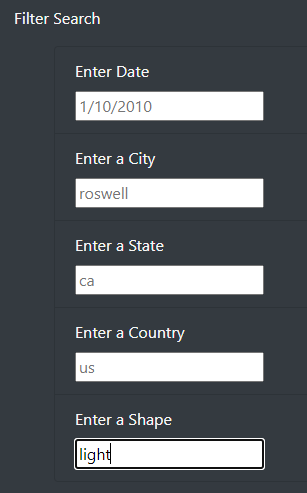 Filter Search
Enter Date
1/10/2010
Enter a City
roswell
Enter a State
ca
Enter a Country
us
Enter a Shape
light